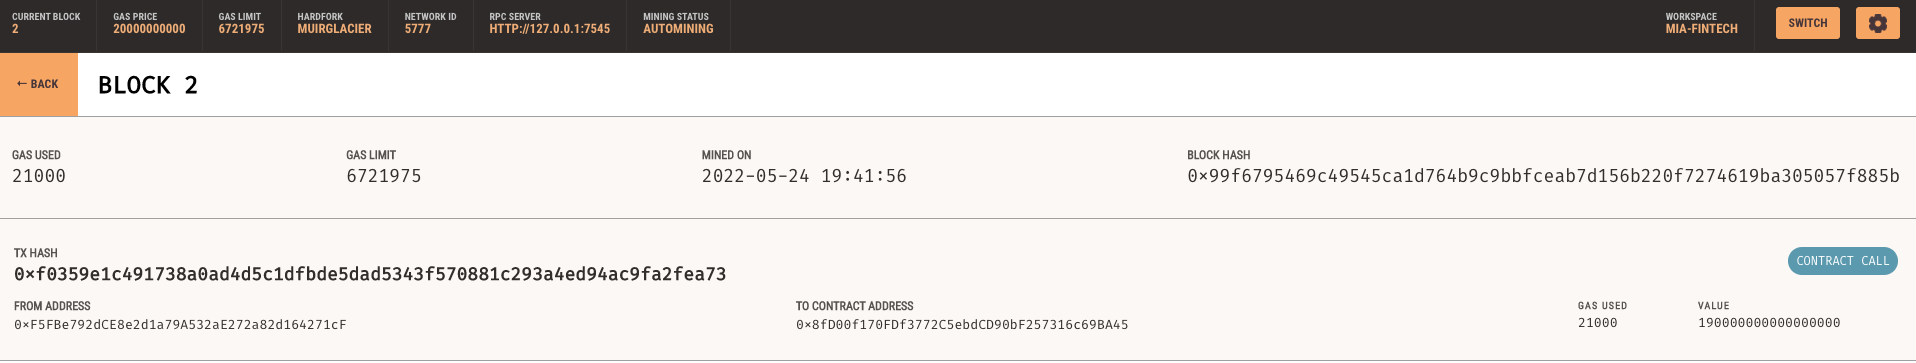 CURRENT BLOCK GAS PRICE GAS LIMIT HARDFORK NETWORK ID RPC SERVER MINING STATUS WORKSPACE
2 20000000000 6721975 MUIRGLACIER 5777 HTTP://127.0.0.1:7545 AUTOMINING MIA-FINTECH SWITCH
← BACK BLOCK 2
GAS USED GAS LIMIT MINED ON BLOCK HASH
21000 6721975 2022-05-24 19:41:56 0×99f6795469c49545ca1d764b9c9bbfceab7d156b220f7274619ba305057f885b
TX HASH
0×f0359e1c491738a0ad4d5c1dfbde5dad5343f570881c293a4ed94ac9fa2fea73 CONTRACT CALL
FROM ADDRESS TO CONTRACT ADDRESS GAS USED VALUE
0×F5FBe792dCE8e2d1a79A532aE272a82d164271cF 0×8fD00f170FDf3772C5ebdCD90bF257316c69BA45 21000 190000000000000000